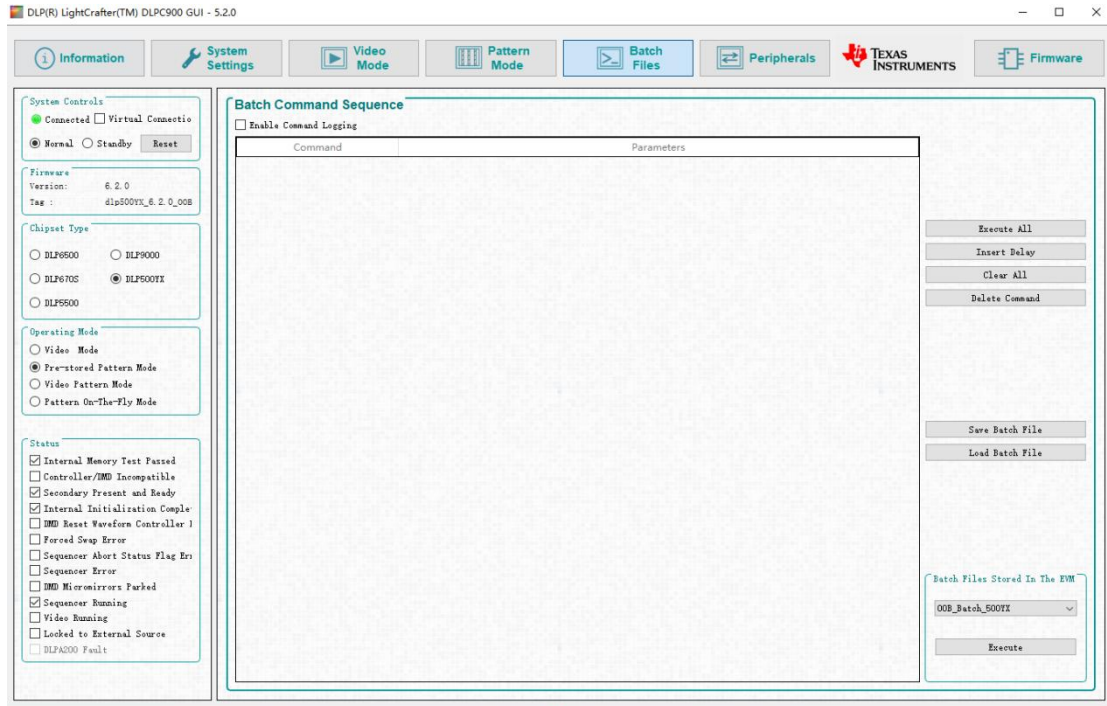 DLP(R) LightCrafter(TM) DLPC900 GUI - 5.2.0
Information
System Settings
Video Mode
Pattern Mode
Batch Files
Peripherals
TEXAS INSTRUMENTS
Firmware
System Controls
Connected Virtual Connectio
Normal Standby Reset
Firmware
Version: 6.2.0
Tag : dlp500YX_6.2.0_OOB
Chipset Type
DLP6500 DLP9000
DLP670S DLP500YX
DLP5500
Operating Mode
Video Mode
Pre-stored Pattern Mode
Video Pattern Mode
Pattern On-The-Fly Mode
Status
Internal Memory Test Passed
Controller/DMD Incompatible
Secondary Present and Ready
Internal Initialization Comple
DMD Reset Waveform Controller
Forced Swap Error
Sequencer Abort Status Flag Er
Sequencer Error
DMD Micromirrors Parked
Sequencer Running
Video Running
Locked to External Source
DLPA200 Fault
Batch Command Sequence
Enable Command Logging
Command Parameters
Execute All
Insert Delay
Clear All
Delete Command
Save Batch File
Load Batch File
Batch Files Stored In The EVM
OOB_Batch_500YX
Execute